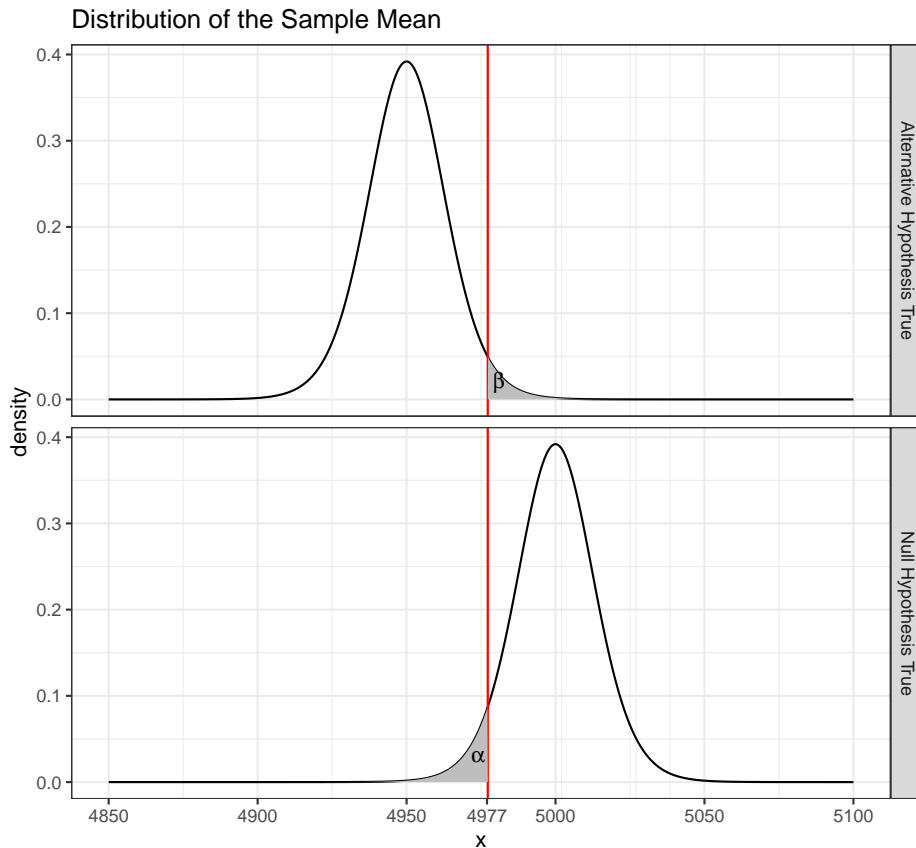 Distribution of the Sample Mean
density
0.4
0.3
0.2
0.1
0.0
β
Alternative Hypothesis True
0.4
0.3
0.2
0.1
0.0
α
Null Hypothesis True
4850 4900 4950 4977 5000 5050 5100
x